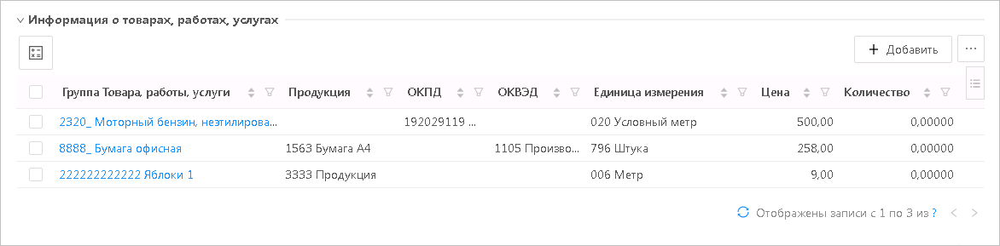 Информация о товарах, работах, услугах
+ Добавить ...
Группа Товара, работы, услуги Продукция ОКПД ОКВЭД Единица измерения Цена Количество
2320_ Моторный бензин, неэтилирова... 192029119 ... 020 Условный метр 500,00 0,00000
8888_ Бумага офисная 1563 Бумага А4 1105 Произво... 796 Штука 258,00 0,00000
222222222222 Яблоки 1 3333 Продукция 006 Метр 9,00 0,00000
Отображены записи с 1 по 3 из ?